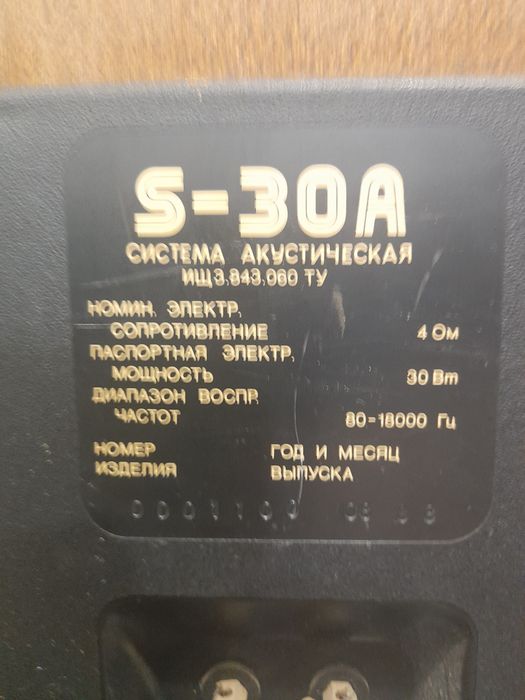 S-30A
СИСТЕМА АКУСТИЧЕСКАЯ
ИЩ3.843.060 ТУ
НОМИН. ЭЛЕКТР.
СОПРОТИВЛЕНИЕ 4 Ом
ПАСПОРТНАЯ ЭЛЕКТР.
МОЩНОСТЬ 30 Вт
ДИАПАЗОН ВОСПР.
ЧАСТОТ 80-18000 Гц
НОМЕР ГОД И МЕСЯЦ
ИЗДЕЛИЯ ВЫПУСКА